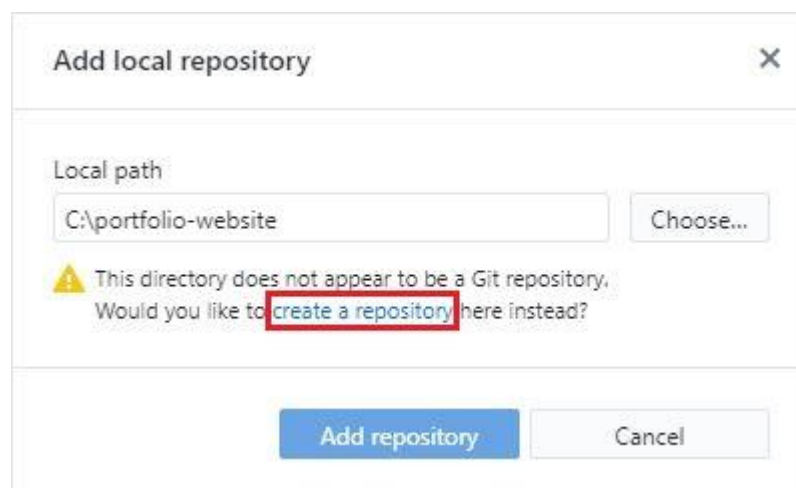 Add local repository
Local path
C:\portfolio-website
Choose...
This directory does not appear to be a Git repository.
Would you like to create a repository here instead?
Add repository
Cancel